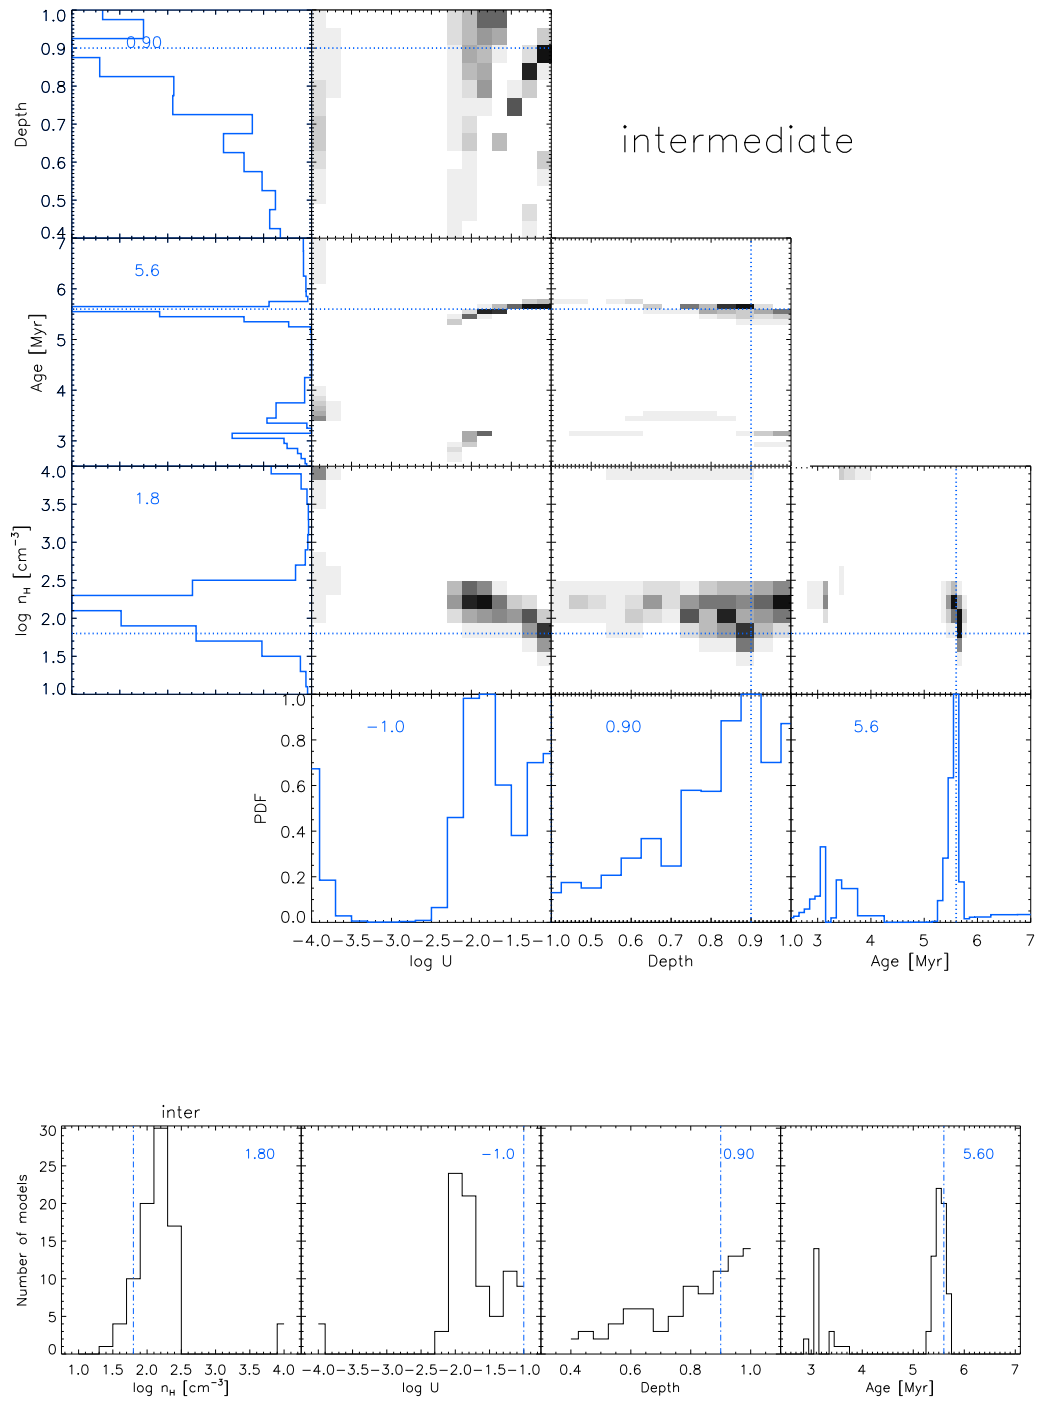 1.0
0.90
0.9
0.8
0.7
0.6
0.5
0.4
Depth
intermediate
7
5.6
6
5
4
3
Age [Myr]
4.0
1.8
3.5
3.0
2.5
2.0
1.5
1.0
log n_H [cm⁻³]
1.0
−1.0 0.90 5.6
0.8
0.6
0.4
0.2
0.0
PDF
−4.0 −3.5 −3.0 −2.5 −2.0 −1.5 −1.0 0.5 0.6 0.7 0.8 0.9 1.0 3 4 5 6 7
log U Depth Age [Myr]
inter
30
1.80 −1.0 0.90 5.60
25
20
15
10
5
0
Number of models
1.0 1.5 2.0 2.5 3.0 3.5 4.0 −4.0 −3.5 −3.0 −2.5 −2.0 −1.5 −1.0 0.4 0.6 0.8 1.0 3 4 5 6 7
log n_H [cm⁻³] log U Depth Age [Myr]